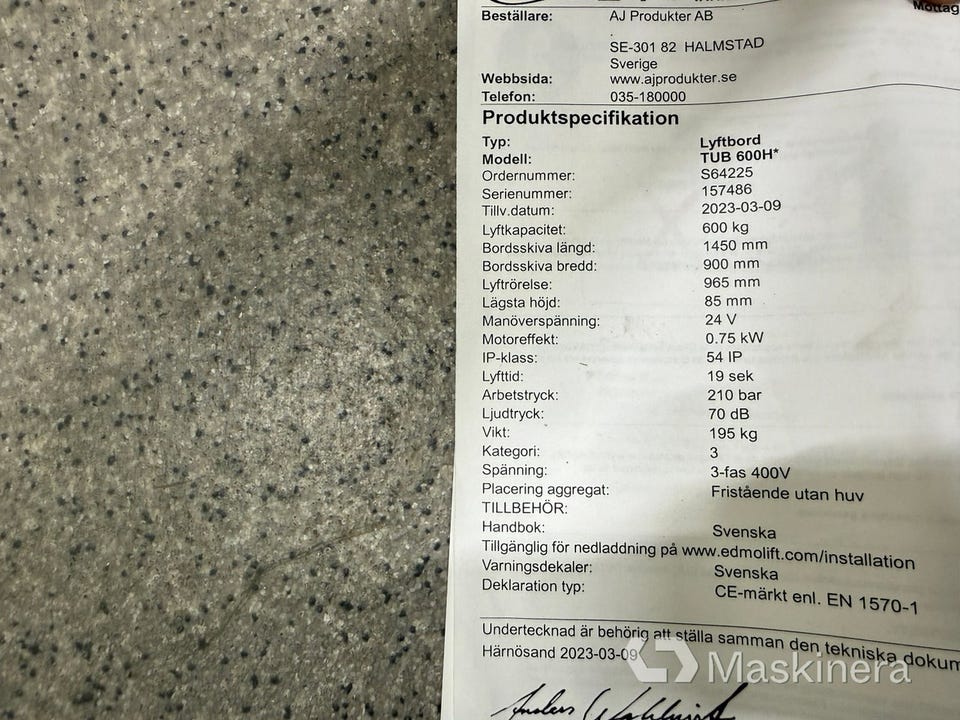 Mottag
Beställare: AJ Produkter AB
.
SE-301 82 HALMSTAD
Sverige
Webbsida: www.ajprodukter.se
Telefon: 035-180000
Produktspecifikation
Typ: Lyftbord
Modell: TUB 600H*
Ordernummer: S64225
Serienummer: 157486
Tillv.datum: 2023-03-09
Lyftkapacitet: 600 kg
Bordsskiva längd: 1450 mm
Bordsskiva bredd: 900 mm
Lyftrörelse: 965 mm
Lägsta höjd: 85 mm
Manöverspänning: 24 V
Motoreffekt: 0.75 kW
IP-klass: 54 IP
Lyfttid: 19 sek
Arbetstryck: 210 bar
Ljudtryck: 70 dB
Vikt: 195 kg
Kategori: 3
Spänning: 3-fas 400V
Placering aggregat: Fristående utan huv
TILLBEHÖR:
Handbok: Svenska
Tillgänglig för nedladdning på www.edmolift.com/installation
Varningsdekaler: Svenska
Deklaration typ: CE-märkt enl. EN 1570-1
Undertecknad är behörig att ställa samman den tekniska dokum
Härnösand 2023-03-09
Maskinera
Anders